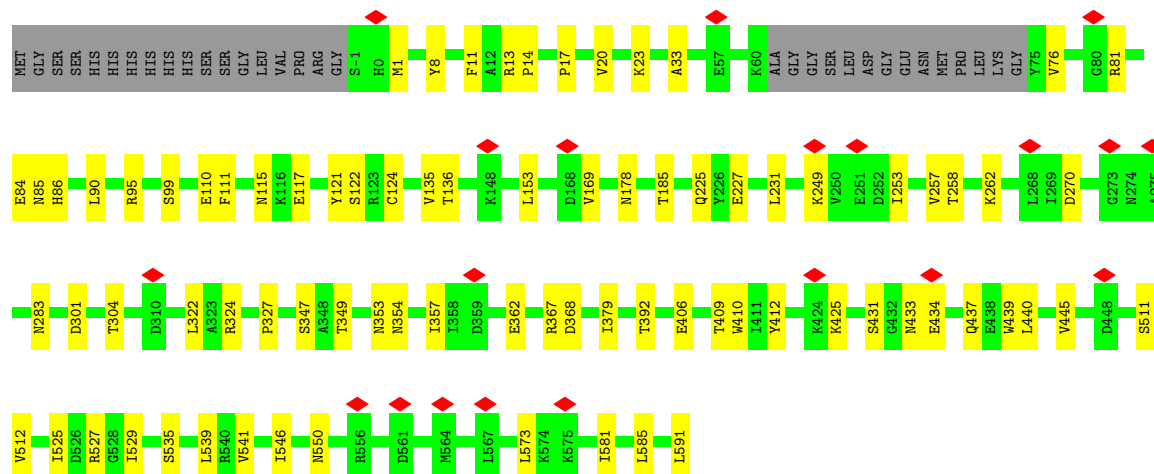 MET GLY SER SER HIS HIS HIS HIS HIS HIS SER SER GLY LEU VAL PRO ARG GLY S-1 H0 M1 Y8 F11 A12 R13 P14 P17 V20 K23 A33 E57 K60 ALA GLY GLY SER LEU ASP GLY GLU ASN MET PRO LEU LYS GLY Y75 V76 G80 R81
E84 N85 H86 L90 R95 S99 E110 F111 N115 K116 E117 Y121 S122 R123 C124 V135 T136 K148 L153 D168 V169 N178 T185 Q225 Y226 E227 L231 K249 V250 E251 D252 I253 V257 T258 K262 L268 I269 D270 G273 N274 A275
N283 D301 T304 D310 L322 A323 R324 P327 S347 A348 T349 N353 N354 I357 I358 D359 E362 R367 D368 I379 T392 E406 T409 W410 I411 Y412 K424 K425 S431 G432 N433 E434 Q437 E438 W439 L440 V445 D448 S511
V512 I525 D526 R527 G528 I529 S535 L539 R540 V541 I546 N550 R556 D561 M564 L567 L573 K574 K575 I581 L585 L591